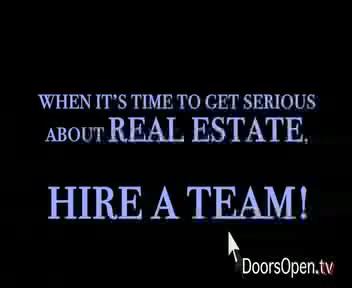 WHEN IT'S TIME TO GET SERIOUS
ABOUT REAL ESTATE,
HIRE A TEAM!
DoorsOpen.tv